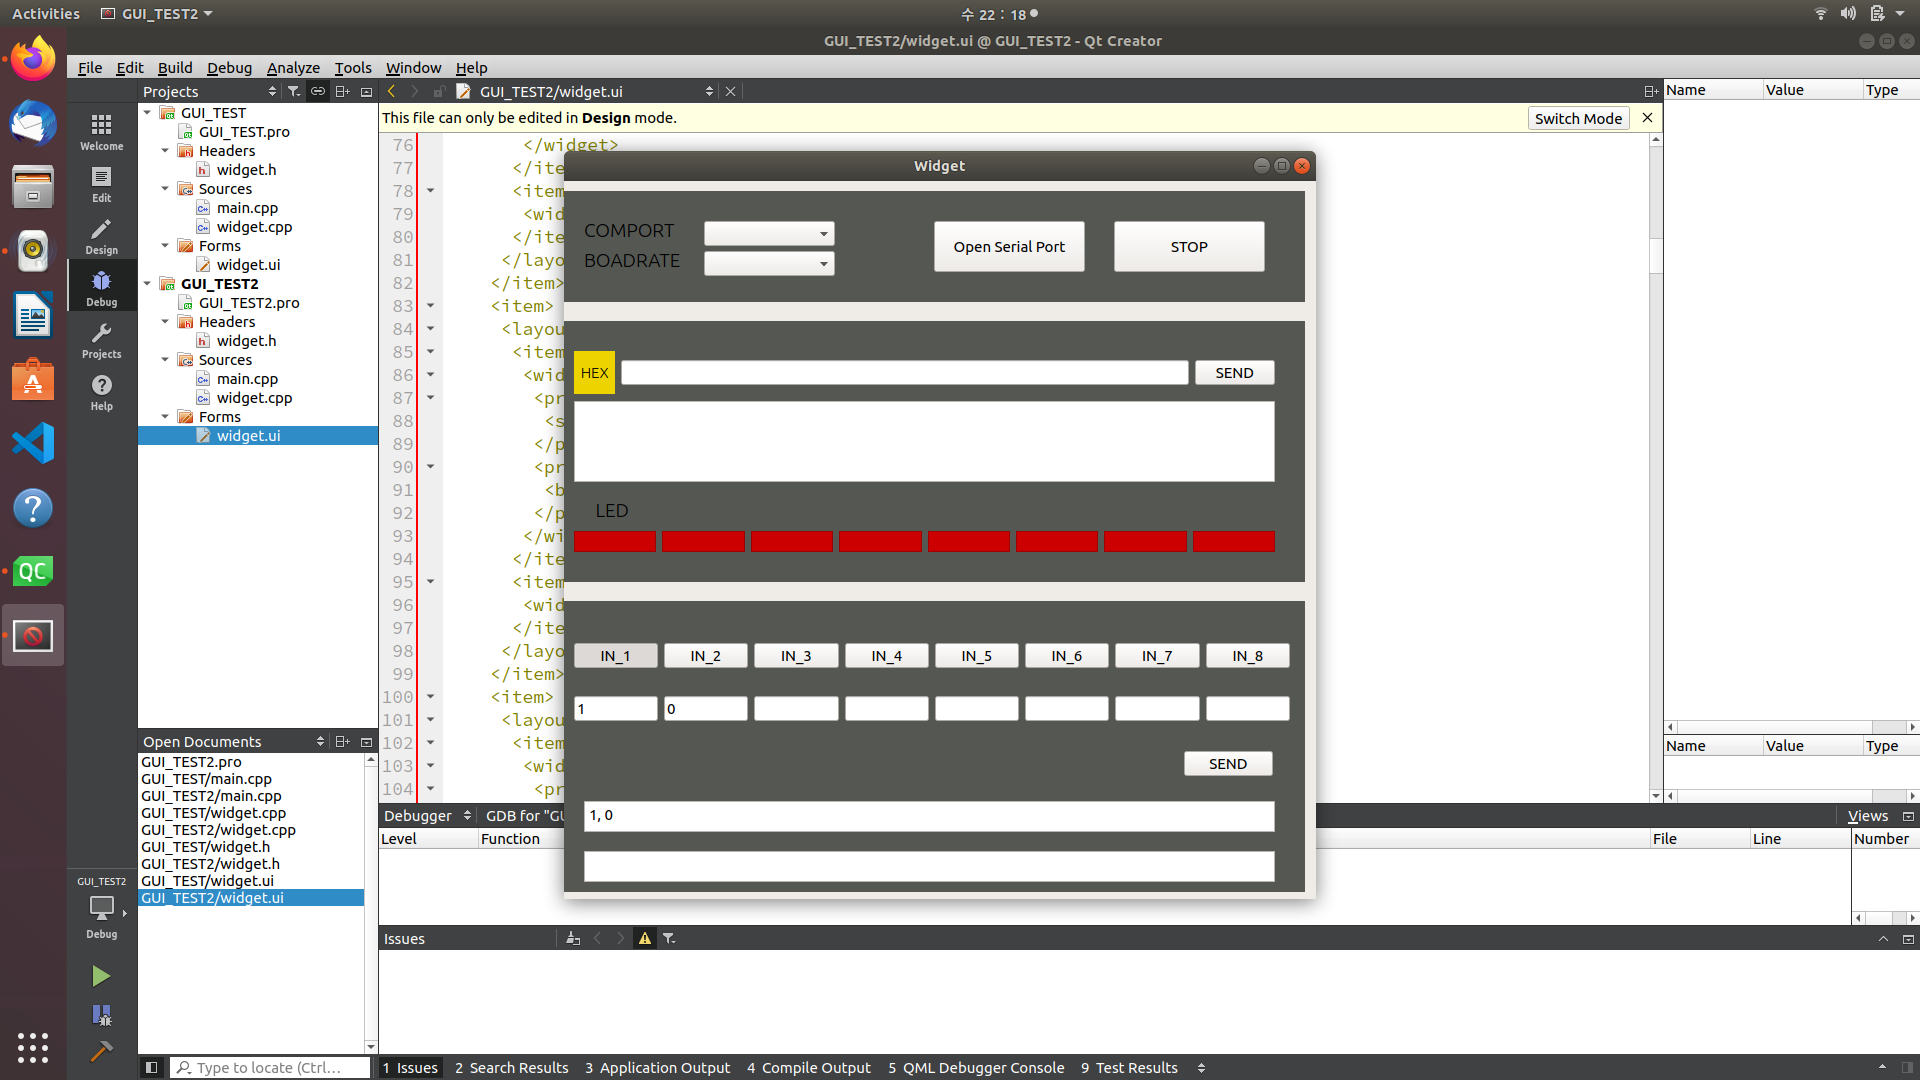 Activities GUI_TEST2 수 22 : 18
GUI_TEST2/widget.ui @ GUI_TEST2 - Qt Creator
File Edit Build Debug Analyze Tools Window Help
Projects GUI_TEST2/widget.ui Name Value Type
This file can only be edited in Design mode. Switch Mode
Welcome
Edit
Design
Debug
Projects
Help
GUI_TEST
GUI_TEST.pro
Headers
widget.h
Sources
main.cpp
widget.cpp
Forms
widget.ui
GUI_TEST2
GUI_TEST2.pro
Headers
widget.h
Sources
main.cpp
widget.cpp
Forms
widget.ui
76 </widget>
77 </ite
78 <item
79 <wid
80 </ite
81 </layo
82 </item>
83 <item>
84 <layou
85 <item
86 <wid
87 <pr
88 <s
89 </p
90 <pr
91 <b
92 </p
93 </wi
94 </ite
95 <item
96 <wid
97 </ite
98 </layo
99 </item>
100 <item>
101 <layou
102 <item
103 <wid
104 <pr
Widget
COMPORT
BOADRATE
Open Serial Port STOP
HEX SEND
LED
IN_1 IN_2 IN_3 IN_4 IN_5 IN_6 IN_7 IN_8
1 0
SEND
1, 0
Name Value Type
Open Documents
GUI_TEST2.pro
GUI_TEST/main.cpp
GUI_TEST2/main.cpp
GUI_TEST/widget.cpp
GUI_TEST2/widget.cpp
GUI_TEST/widget.h
GUI_TEST2/widget.h
GUI_TEST/widget.ui
GUI_TEST2/widget.ui
Debugger GDB for "GU Views
Level Function File Line Number
GUI_TEST2
Debug
Issues
QC
Type to locate (Ctrl... 1 Issues 2 Search Results 3 Application Output 4 Compile Output 5 QML Debugger Console 9 Test Results